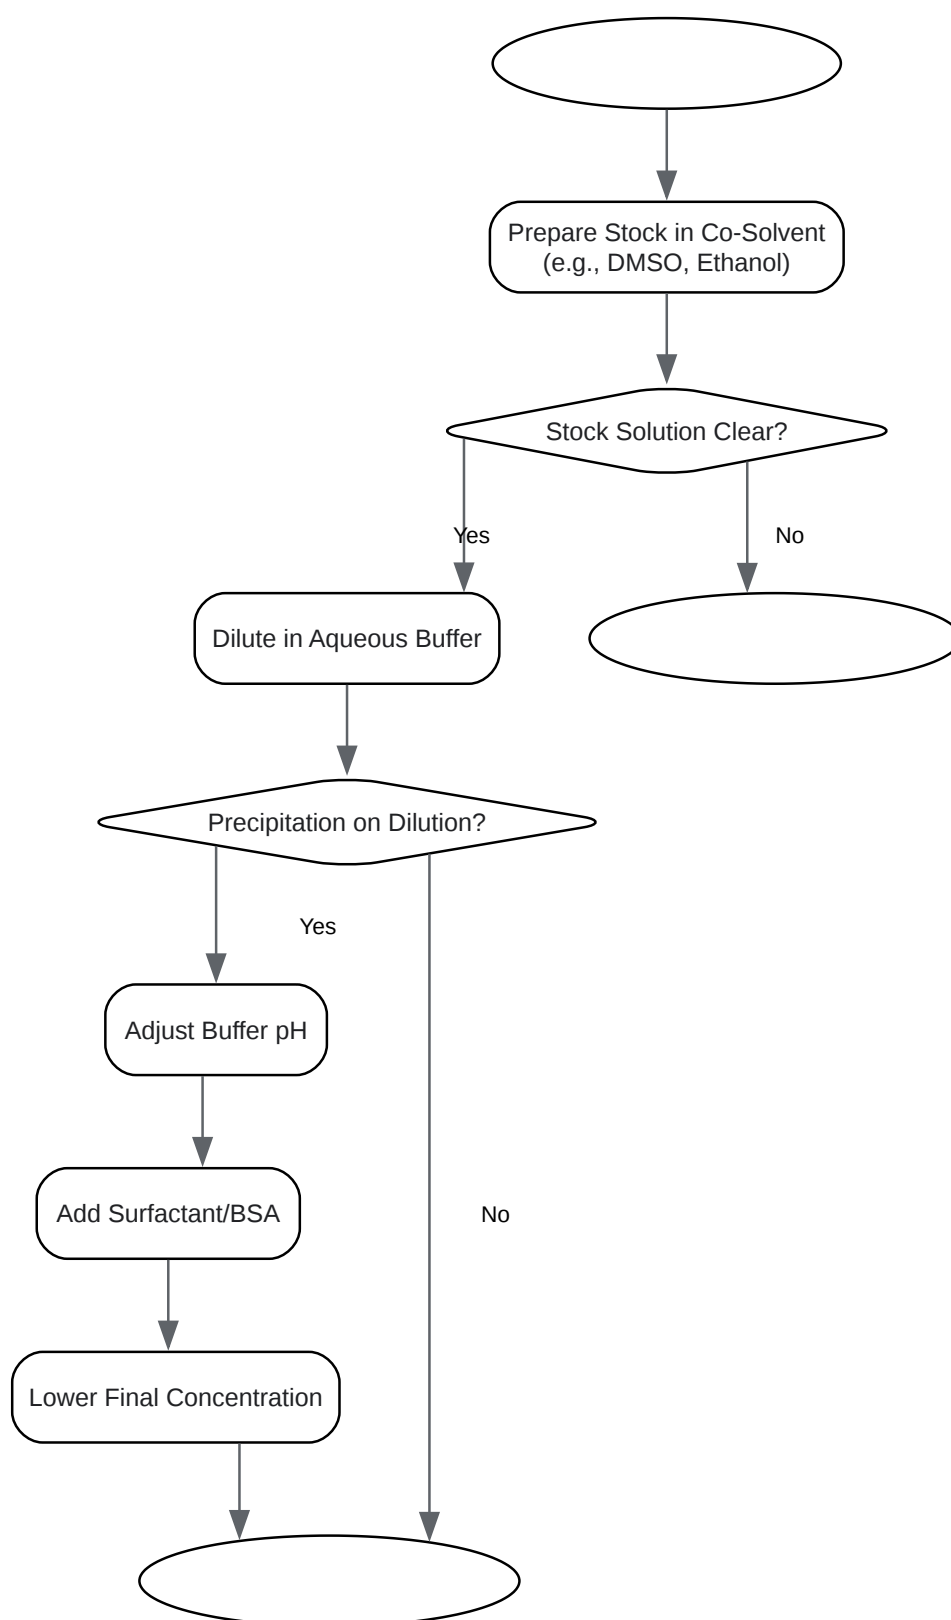 Prepare Stock in Co-Solvent
(e.g., DMSO, Ethanol)
Stock Solution Clear?
Yes
No
Dilute in Aqueous Buffer
Precipitation on Dilution?
Yes
Adjust Buffer pH
Add Surfactant/BSA
No
Lower Final Concentration